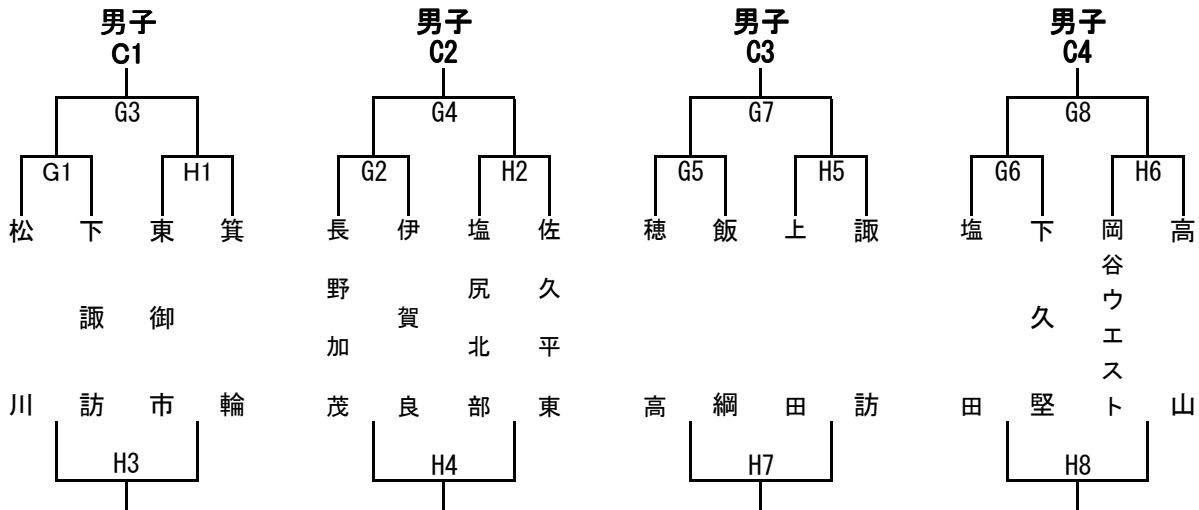 男子 男子 男子 男子
C1 C2 C3 C4
G3 G4 G7 G8
G1 H1 G2 H2 G5 H5 G6 H6
松川
下諏訪
東御市
箕輪
長野加茂
伊賀良
塩尻北部
佐久平東
穂高
飯綱
上田
諏訪
塩田
下久堅
岡谷ウエスト
高山
H3 H4 H7 H8